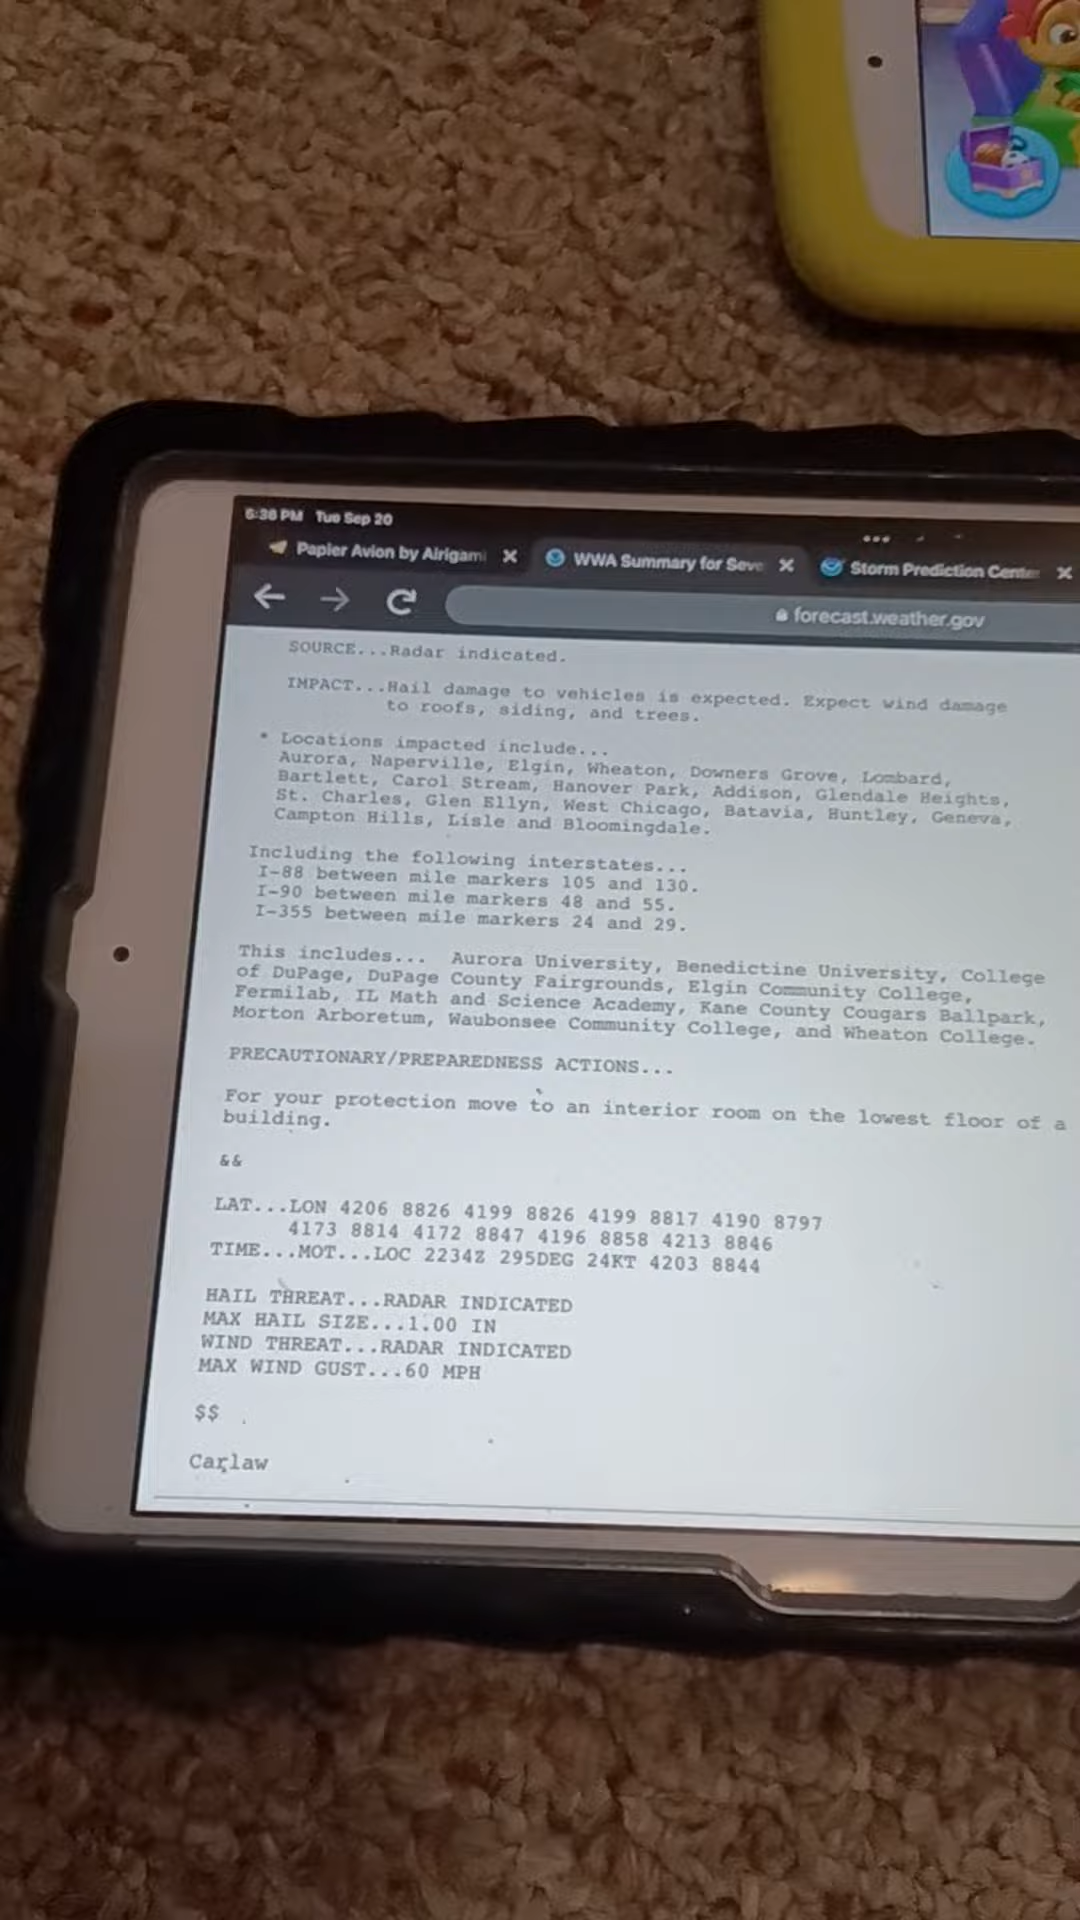 5:38 PM Tue Sep 20
Papier Avion by Airigami
WWA Summary for Seve
Storm Prediction Center
forecast.weather.gov
SOURCE...Radar indicated.
IMPACT...Hail damage to vehicles is expected. Expect wind damage
to roofs, siding, and trees.
* Locations impacted include...
Aurora, Naperville, Elgin, Wheaton, Downers Grove, Lombard,
Bartlett, Carol Stream, Hanover Park, Addison, Glendale Heights,
St. Charles, Glen Ellyn, West Chicago, Batavia, Huntley, Geneva,
Campton Hills, Lisle and Bloomingdale.
Including the following interstates...
I-88 between mile markers 105 and 130.
I-90 between mile markers 48 and 55.
I-355 between mile markers 24 and 29.
This includes... Aurora University, Benedictine University, College
of DuPage, DuPage County Fairgrounds, Elgin Community College,
Fermilab, IL Math and Science Academy, Kane County Cougars Ballpark,
Morton Arboretum, Waubonsee Community College, and Wheaton College.
PRECAUTIONARY/PREPAREDNESS ACTIONS...
For your protection move to an interior room on the lowest floor of a
building.
&&
LAT...LON 4206 8826 4199 8826 4199 8817 4190 8797
4173 8814 4172 8847 4196 8858 4213 8846
TIME...MOT...LOC 2234Z 295DEG 24KT 4203 8844
HAIL THREAT...RADAR INDICATED
MAX HAIL SIZE...1.00 IN
WIND THREAT...RADAR INDICATED
MAX WIND GUST...60 MPH
$$
Carlaw